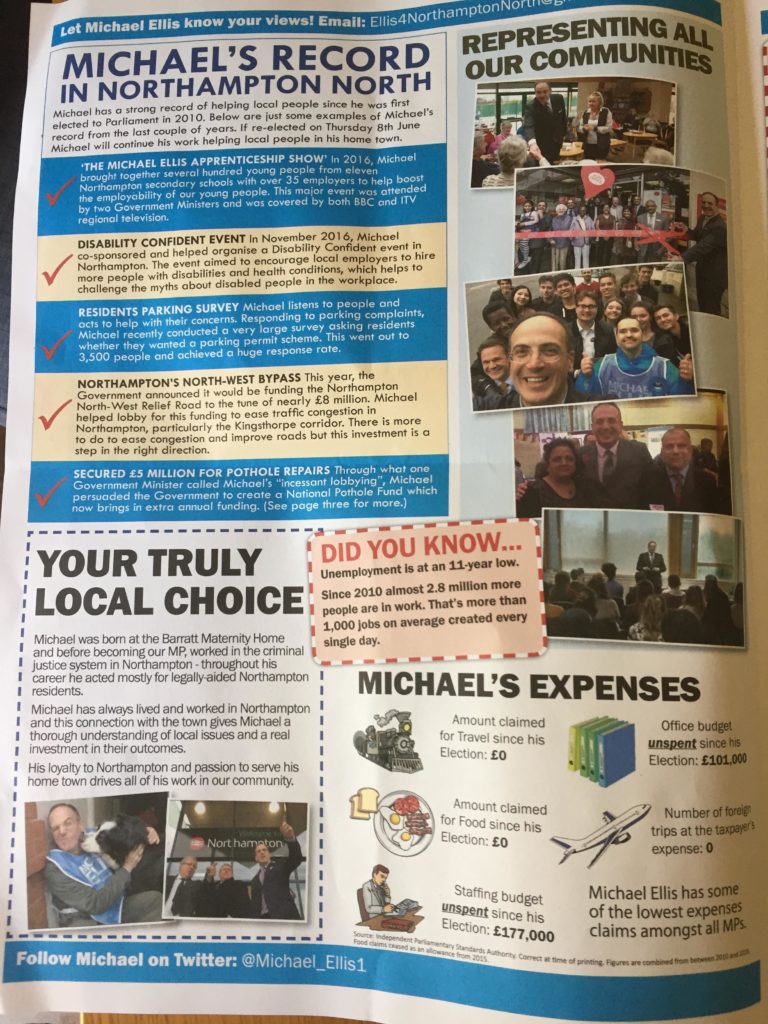 Let Michael Ellis know your views! Email: Ellis4NorthamptonNorth@g
MICHAEL'S RECORD
IN NORTHAMPTON NORTH
Michael has a strong record of helping local people since he was first
elected to Parliament in 2010. Below are just some examples of Michael's
record from the last couple of years. If re-elected on Thursday 8th June
Michael will continue his work helping local people in his home town.
'THE MICHAEL ELLIS APPRENTICESHIP SHOW' In 2016, Michael
brought together several hundred young people from eleven
Northampton secondary schools with over 35 employers to help boost
the employability of our young people. This major event was attended
by two Government Ministers and was covered by both BBC and ITV
regional television.
DISABILITY CONFIDENT EVENT In November 2016, Michael
co-sponsored and helped organise a Disability Confident event in
Northampton. The event aimed to encourage local employers to hire
more people with disabilities and health conditions, which helps to
challenge the myths about disabled people in the workplace.
RESIDENTS PARKING SURVEY Michael listens to people and
acts to help with their concerns. Responding to parking complaints,
Michael recently conducted a very large survey asking residents
whether they wanted a parking permit scheme. This went out to
3,500 people and achieved a huge response rate.
NORTHAMPTON'S NORTH-WEST BYPASS This year, the
Government announced it would be funding the Northampton
North-West Relief Road to the tune of nearly £8 million. Michael
helped lobby for this funding to ease traffic congestion in
Northampton, particularly the Kingsthorpe corridor. There is more
to do to ease congestion and improve roads but this investment is a
step in the right direction.
SECURED £5 MILLION FOR POTHOLE REPAIRS Through what one
Government Minister called Michael's "incessant lobbying", Michael
persuaded the Government to create a National Pothole Fund which
now brings in extra annual funding. (See page three for more.)
REPRESENTING ALL
OUR COMMUNITIES
MICHAEL
YOUR TRULY
LOCAL CHOICE
Michael was born at the Barratt Maternity Home
and before becoming our MP, worked in the criminal
justice system in Northampton - throughout his
career he acted mostly for legally-aided Northampton
residents.
Michael has always lived and worked in Northampton
and this connection with the town gives Michael a
thorough understanding of local issues and a real
investment in their outcomes.
His loyalty to Northampton and passion to serve his
home town drives all of his work in our community.
Welcome to
Northampton
DID YOU KNOW...
Unemployment is at an 11-year low.
Since 2010 almost 2.8 million more
people are in work. That's more than
1,000 jobs on average created every
single day.
MICHAEL'S EXPENSES
Amount claimed
for Travel since his
Election: £0
Office budget
unspent since his
Election: £101,000
Amount claimed
for Food since his
Election: £0
Number of foreign
trips at the taxpayer's
expense: 0
Staffing budget
unspent since his
Election: £177,000
Michael Ellis has some
of the lowest expenses
claims amongst all MPs.
Source: Independent Parliamentary Standards Authority. Correct at time of printing. Figures are combined from between 2010 and
Food claims ceased as an allowance from 2015.
Follow Michael on Twitter: @Michael_Ellis1